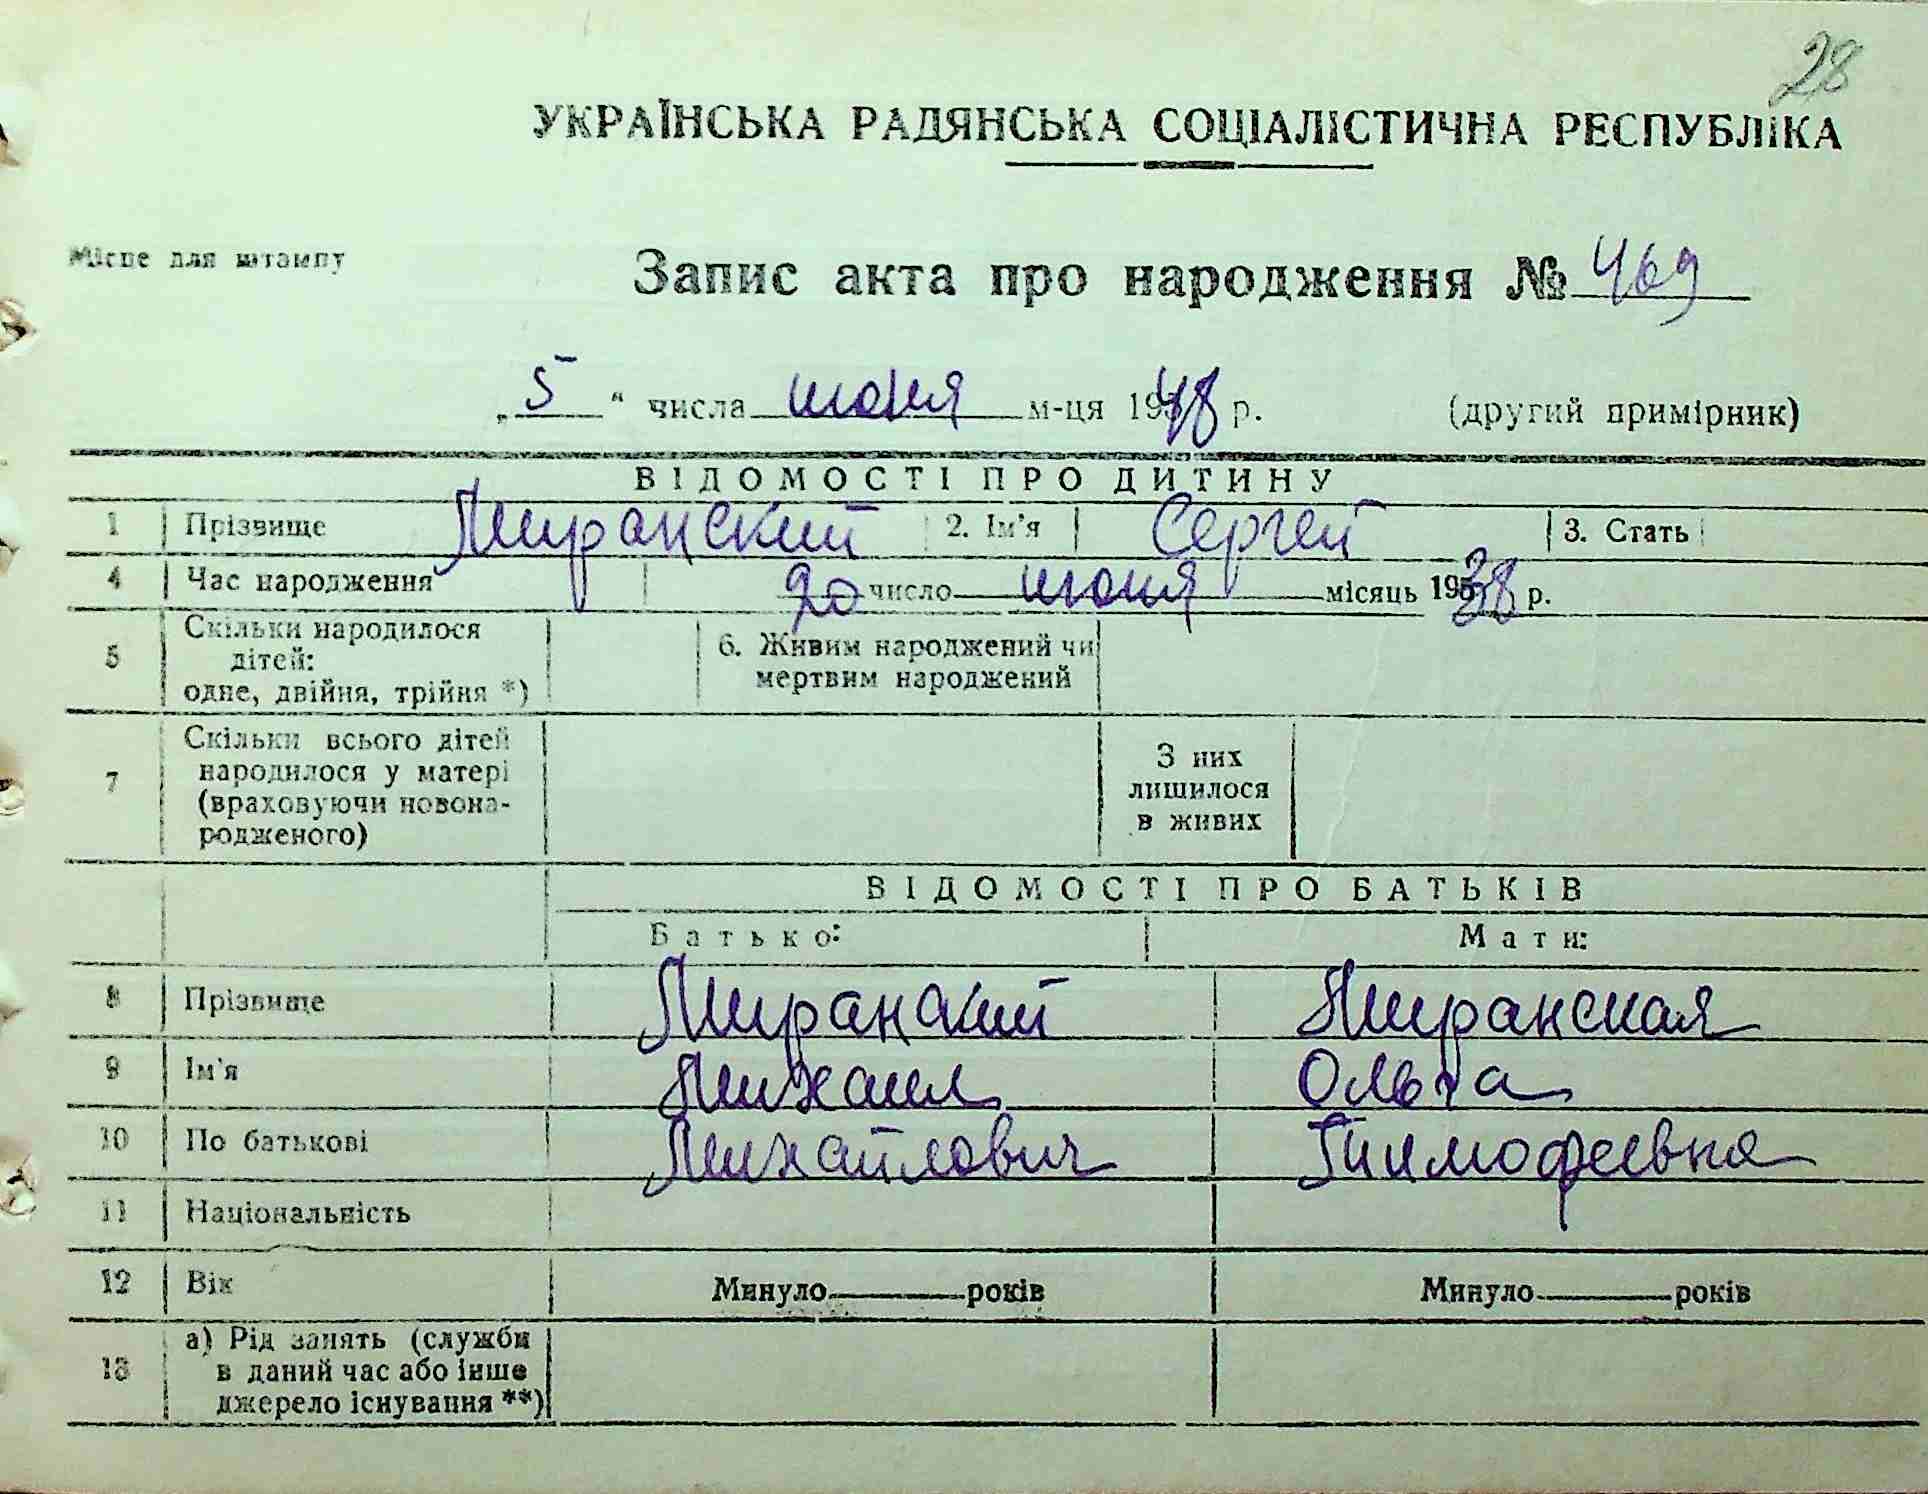 28
УКРАЇНСЬКА РАДЯНСЬКА СОЦІАЛІСТИЧНА РЕСПУБЛІКА
Місце для штампу
Запис акта про народження № 469
„5“ числа июня м-ця 1948 р. (другий примірник)
ВІДОМОСТІ ПРО ДИТИНУ
1 Прізвище Миранский 2. Ім'я Сергей 3. Стать
4 Час народження 20 число июня місяць 1938 р.
5 Скільки народилося дітей: одне, двійня, трійня *) 6. Живим народжений чи мертвим народжений
7 Скільки всього дітей народилося у матері (враховуючи новонародженого) З них лишилося в живих
ВІДОМОСТІ ПРО БАТЬКІВ
Батько: Мати:
8 Прізвище Миранский Миранская
9 Ім'я Михаил Ольга
10 По батькові Михайлович Тимофеевна
11 Національність
12 Вік Минуло років Минуло років
13 а) Рід занять (служби в даний час або інше джерело існування **)